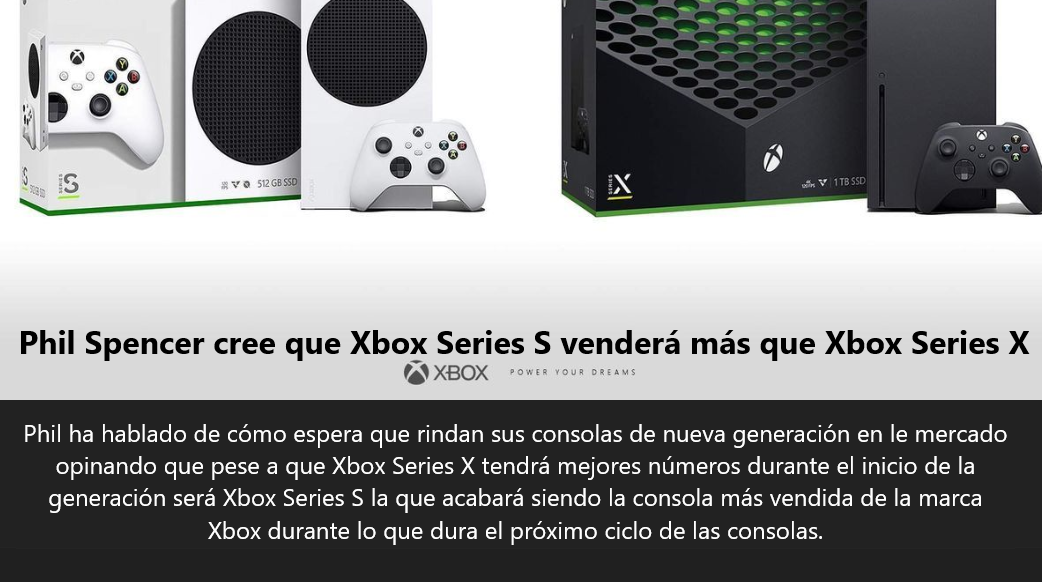 Y
X
B
A
SERIES S
512 GB SSD
Y
X
B
A
SERIES X
1 TB SSD
Phil Spencer cree que Xbox Series S venderá más que Xbox Series X
XBOX POWER YOUR DREAMS
Phil ha hablado de cómo espera que rindan sus consolas de nueva generación en le mercado
opinando que pese a que Xbox Series X tendrá mejores números durante el inicio de la
generación será Xbox Series S la que acabará siendo la consola más vendida de la marca
Xbox durante lo que dura el próximo ciclo de las consolas.